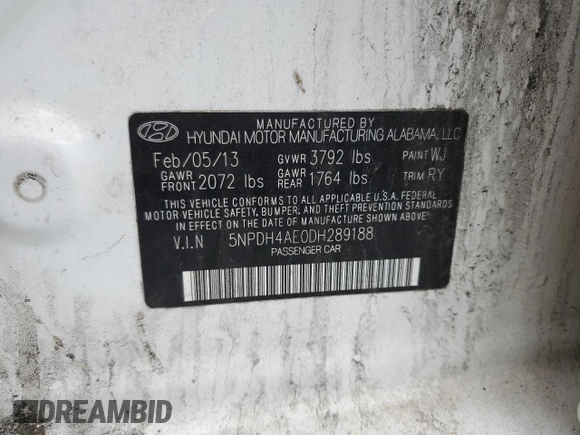 MANUFACTURED BY
HYUNDAI MOTOR MANUFACTURING ALABAMA, LLC
Feb/05/13 GVWR 3792 lbs PAINT WJ
GAWR FRONT 2072 lbs GAWR REAR 1764 lbs TRIM RY
THIS VEHICLE CONFORMS TO ALL APPLICABLE U.S.A. FEDERAL
MOTOR VEHICLE SAFETY, BUMPER, AND THEFT PREVENTION STANDARDS
IN EFFECT ON THE DATE OF MANUFACTURE SHOWN ABOVE.
V.I.N 5NPDH4AE0DH289188
PASSENGER CAR
DREAMBID